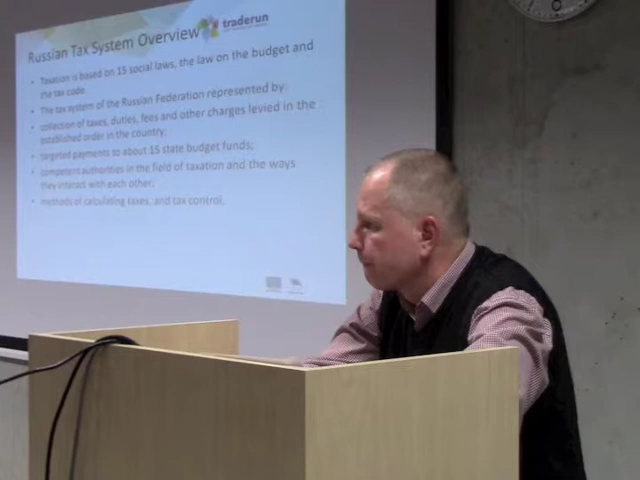 traderun
Russian Tax System Overview
• Taxation is based on 15 social laws, the law on the budget and
the tax code.
• The tax system of the Russian Federation represented by:
• collection of taxes, duties, fees and other charges levied in the
established order in the country;
• targeted payments to about 15 state budget funds;
• competent authorities in the field of taxation and the ways
they interact with each other;
• methods of calculating taxes, and tax control.